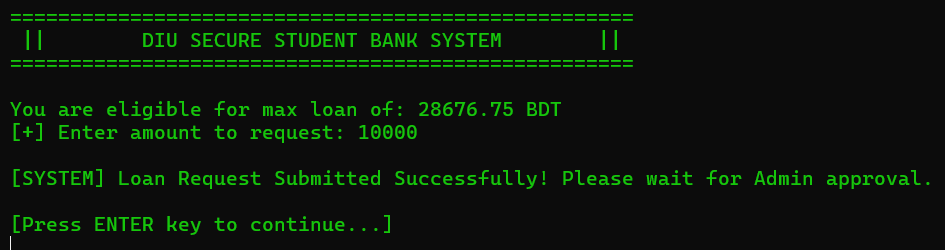 ====================================================
||        DIU SECURE STUDENT BANK SYSTEM        ||
====================================================
You are eligible for max loan of: 28676.75 BDT
[+] Enter amount to request: 10000
[SYSTEM] Loan Request Submitted Successfully! Please wait for Admin approval.
[Press ENTER key to continue...]